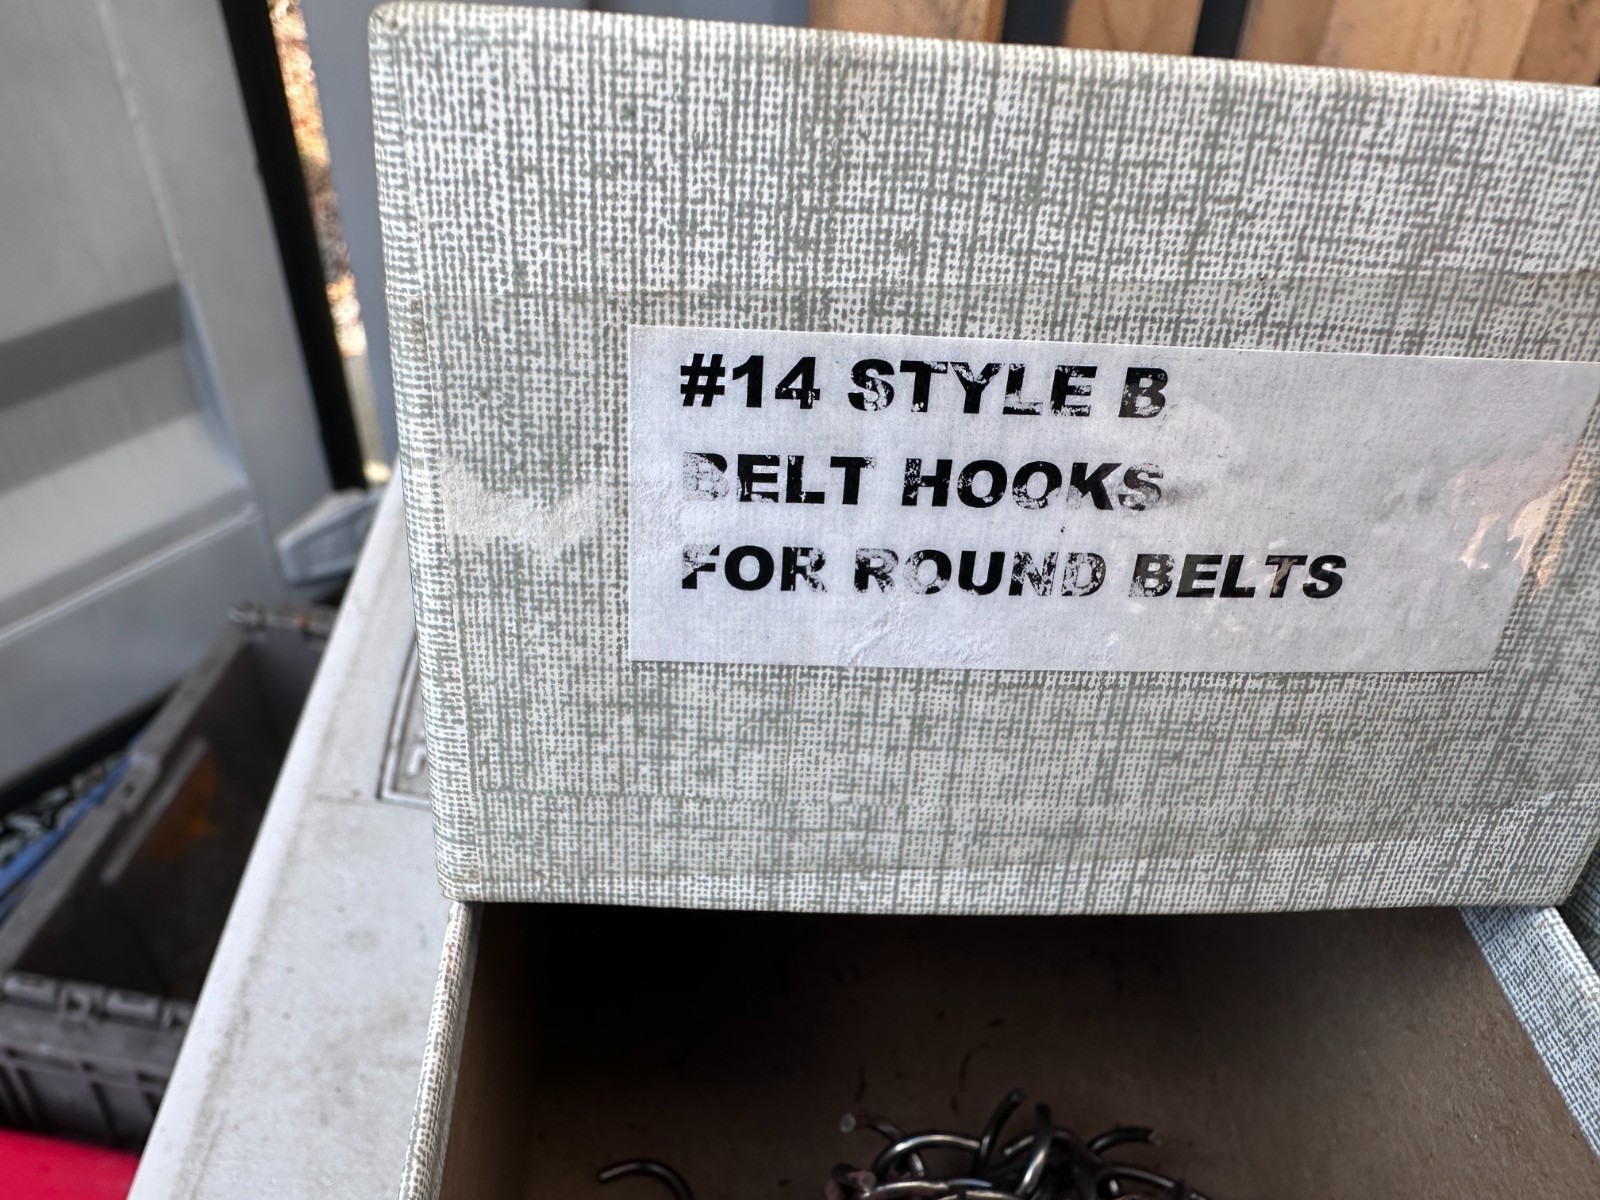 #14 STYLE B
BELT HOOKS
FOR ROUND BELTS